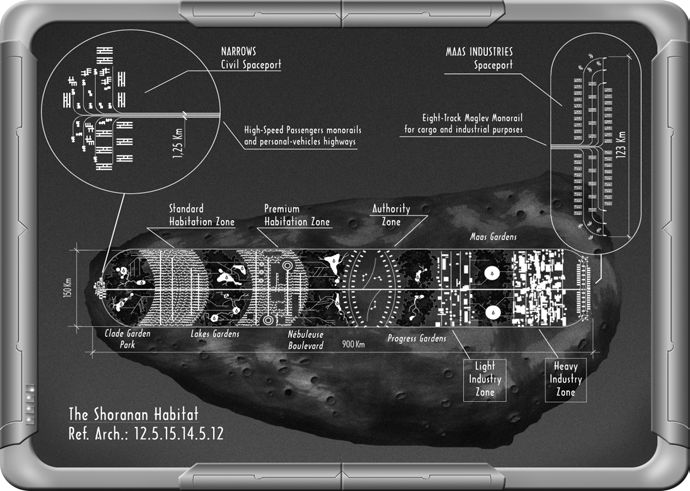 NARROWS
Civil Spaceport
MAAS INDUSTRIES
Spaceport
1,25 Km
High-Speed Passengers monorails
and personal-vehicles highways
Eight-Track Maglev Monorail
for cargo and industrial purposes
123 Km
Standard
Habitation Zone
Premium
Habitation Zone
Authority
Zone
Maas Gardens
150 Km
Clade Garden
Park
Lakes Gardens
Nébuleuse
Boulevard
900 Km
Progress Gardens
Light
Industry
Zone
Heavy
Industry
Zone
The Shoranan Habitat
Ref. Arch.: 12.5.15.14.5.12